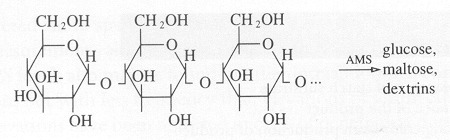 CH₂OH CH₂OH CH₂OH
O H O H O H
OH- OH OH
HO O O O ...
OH OH OH
AMS
glucose,
maltose,
dextrins